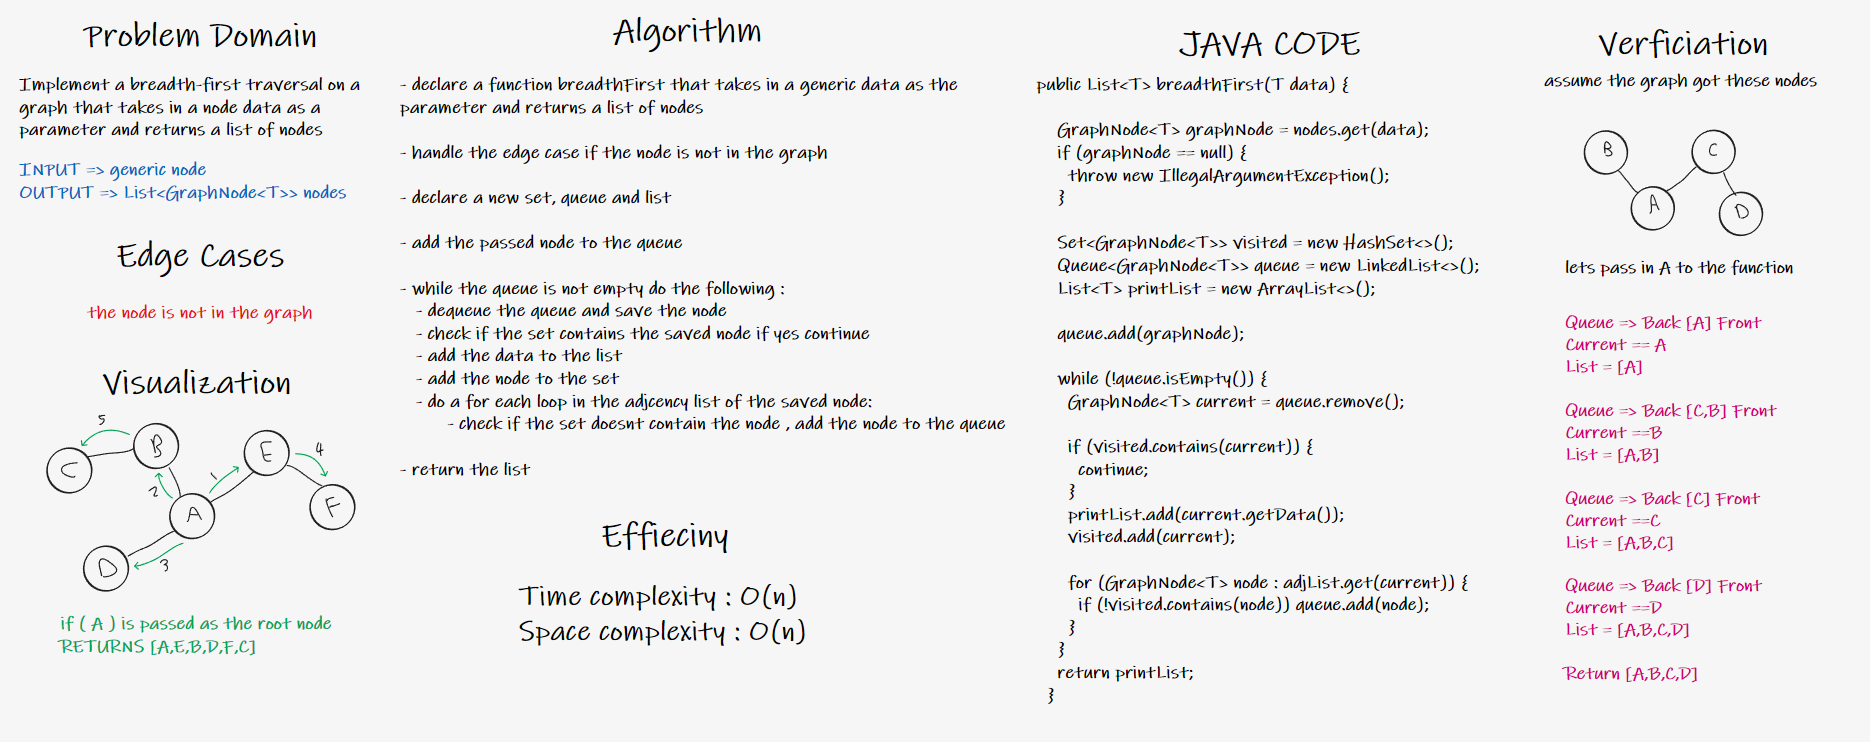 Problem Domain
Implement a breadth-first traversal on a
graph that takes in a node data as a
parameter and returns a list of nodes
INPUT => generic node
OUTPUT => List<GraphNode<T>> nodes
Edge Cases
the node is not in the graph
Visualization
5
B
C
E
4
1
2
A
F
D
3
if ( A ) is passed as the root node
RETURNS [A,E,B,D,F,C]
Algorithm
- declare a function breadthFirst that takes in a generic data as the
parameter and returns a list of nodes
- handle the edge case if the node is not in the graph
- declare a new set, queue and list
- add the passed node to the queue
- while the queue is not empty do the following :
- dequeue the queue and save the node
- check if the set contains the saved node if yes continue
- add the data to the list
- add the node to the set
- do a for each loop in the adjcency list of the saved node:
- check if the set doesnt contain the node , add the node to the queue
- return the list
Effieciny
Time complexity : O(n)
Space complexity : O(n)
JAVA CODE
public List<T> breadthFirst(T data) {
GraphNode<T> graphNode = nodes.get(data);
if (graphNode == null) {
throw new IllegalArgumentException();
}
Set<GraphNode<T>> visited = new HashSet<>();
Queue<GraphNode<T>> queue = new LinkedList<>();
List<T> printList = new ArrayList<>();
queue.add(graphNode);
while (!queue.isEmpty()) {
GraphNode<T> current = queue.remove();
if (visited.contains(current)) {
continue;
}
printList.add(current.getData());
visited.add(current);
for (GraphNode<T> node : adjList.get(current)) {
if (!visited.contains(node)) queue.add(node);
}
}
return printList;
}
Verficiation
assume the graph got these nodes
B
C
A
D
lets pass in A to the function
Queue => Back [A] Front
Current == A
List = [A]
Queue => Back [C,B] Front
Current ==B
List = [A,B]
Queue => Back [C] Front
Current ==C
List = [A,B,C]
Queue => Back [D] Front
Current ==D
List = [A,B,C,D]
Return [A,B,C,D]